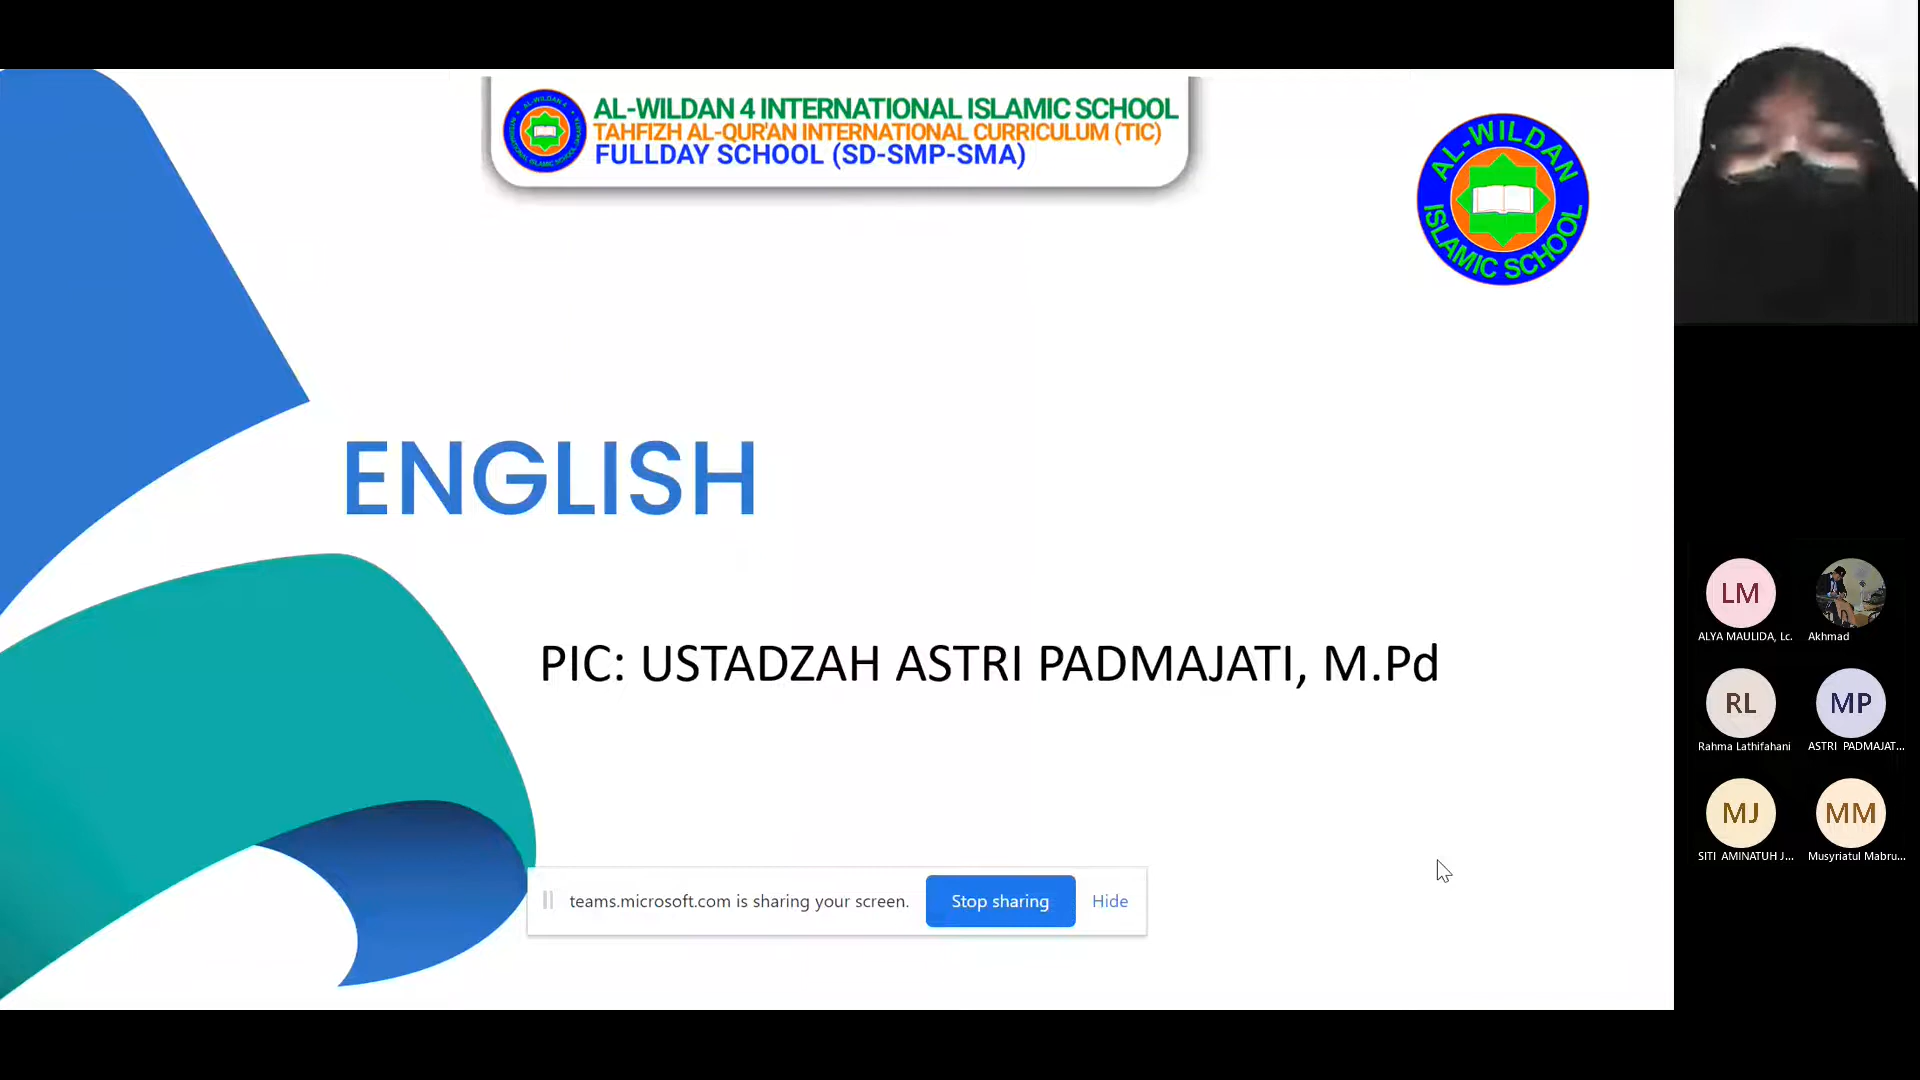 AL-WILDAN 4 INTERNATIONAL ISLAMIC SCHOOL
TAHFIZH AL-QUR'AN INTERNATIONAL CURRICULUM (TIC)
FULLDAY SCHOOL (SD-SMP-SMA)
AL-WILDAN
ISLAMIC SCHOOL
ENGLISH
PIC: USTADZAH ASTRI PADMAJATI, M.Pd
teams.microsoft.com is sharing your screen.
Stop sharing
Hide
LM
ALYA MAULIDA, Lc.
Akhmad
RL
MP
Rahma Lathifahani
ASTRI PADMAJAT...
MJ
MM
SITI AMINATUH J...
Musyriatul Mabru...